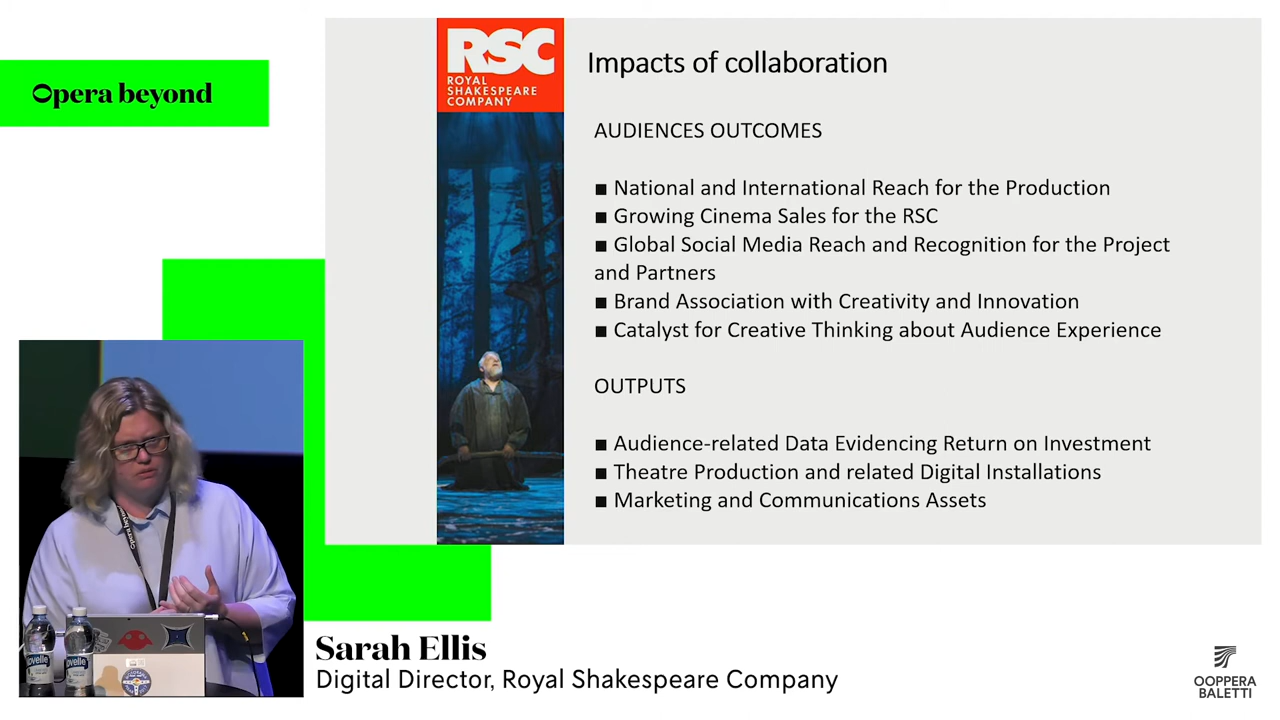 Opera beyond
RSC
ROYAL
SHAKESPEARE
COMPANY
Impacts of collaboration
AUDIENCES OUTCOMES
■ National and International Reach for the Production
■ Growing Cinema Sales for the RSC
■ Global Social Media Reach and Recognition for the Project
and Partners
■ Brand Association with Creativity and Innovation
■ Catalyst for Creative Thinking about Audience Experience
OUTPUTS
■ Audience-related Data Evidencing Return on Investment
■ Theatre Production and related Digital Installations
■ Marketing and Communications Assets
Sarah Ellis
Digital Director, Royal Shakespeare Company
OOPPERA
BALETTI